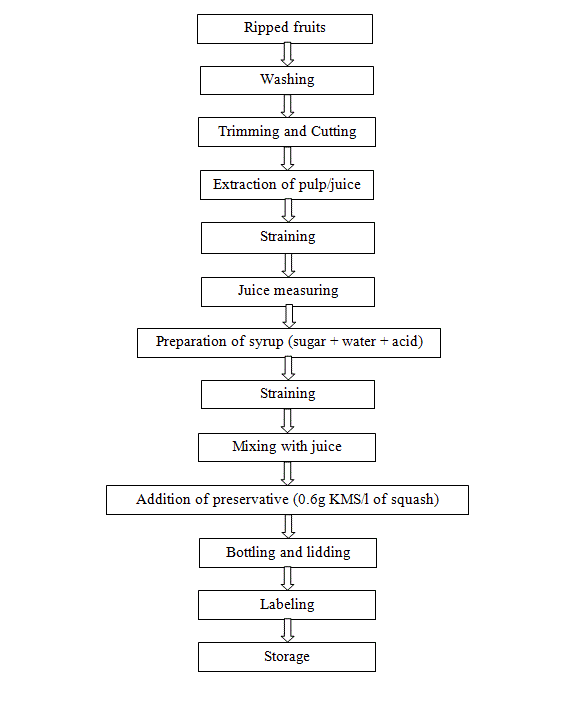 Ripped fruits
Washing
Trimming and Cutting
Extraction of pulp/juice
Straining
Juice measuring
Preparation of syrup (sugar + water + acid)
Straining
Mixing with juice
Addition of preservative (0.6g KMS/l of squash)
Bottling and lidding
Labeling
Storage